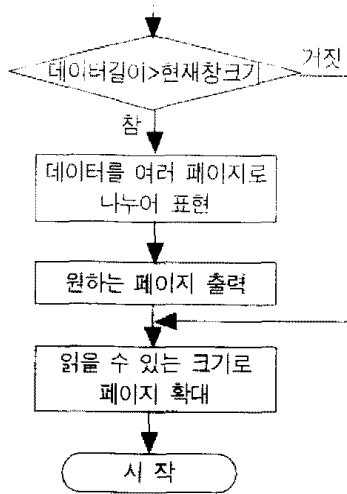 데이터길이>현재창크기
거짓
참
데이터를 여러 페이지로
나누어 표현
원하는 페이지 출력
읽을 수 있는 크기로
페이지 확대
시 작